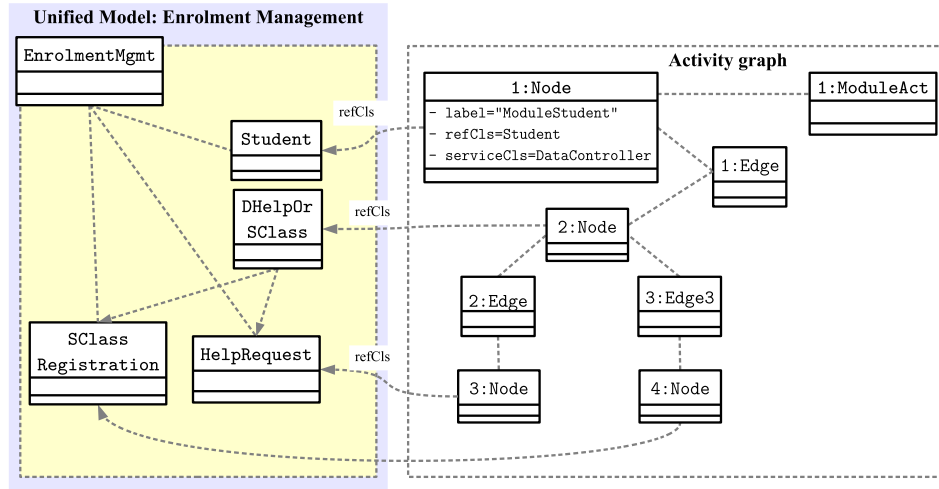 Unified Model: Enrolment Management
EnrolmentMgmt
Student
DHelpOr
SClass
SClass
Registration
HelpRequest
refCls
refCls
refCls
Activity graph
1:Node
- label="ModuleStudent"
- refCls=Student
- serviceCls=DataController
1:ModuleAct
1:Edge
2:Node
2:Edge
3:Edge3
3:Node
4:Node